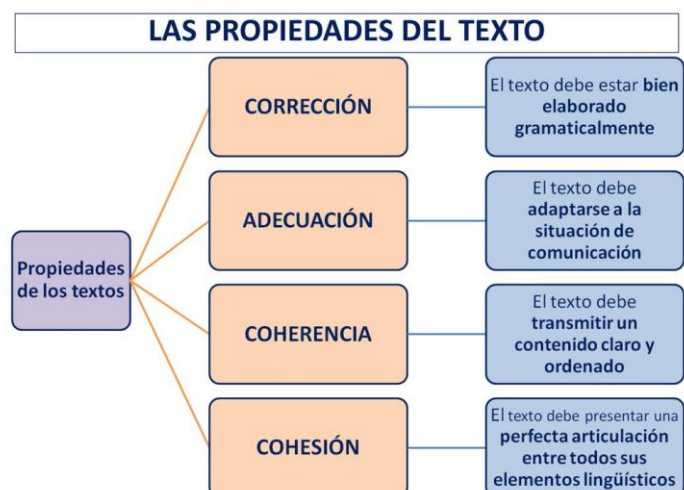 LAS PROPIEDADES DEL TEXTO
Propiedades
de los textos
CORRECCIÓN
El texto debe estar bien
elaborado
gramaticalmente
ADECUACIÓN
El texto debe
adaptarse a la
situación de
comunicación
COHERENCIA
El texto debe
transmitir un
contenido claro y
ordenado
COHESIÓN
El texto debe presentar una
perfecta articulación
entre todos sus
elementos lingüísticos